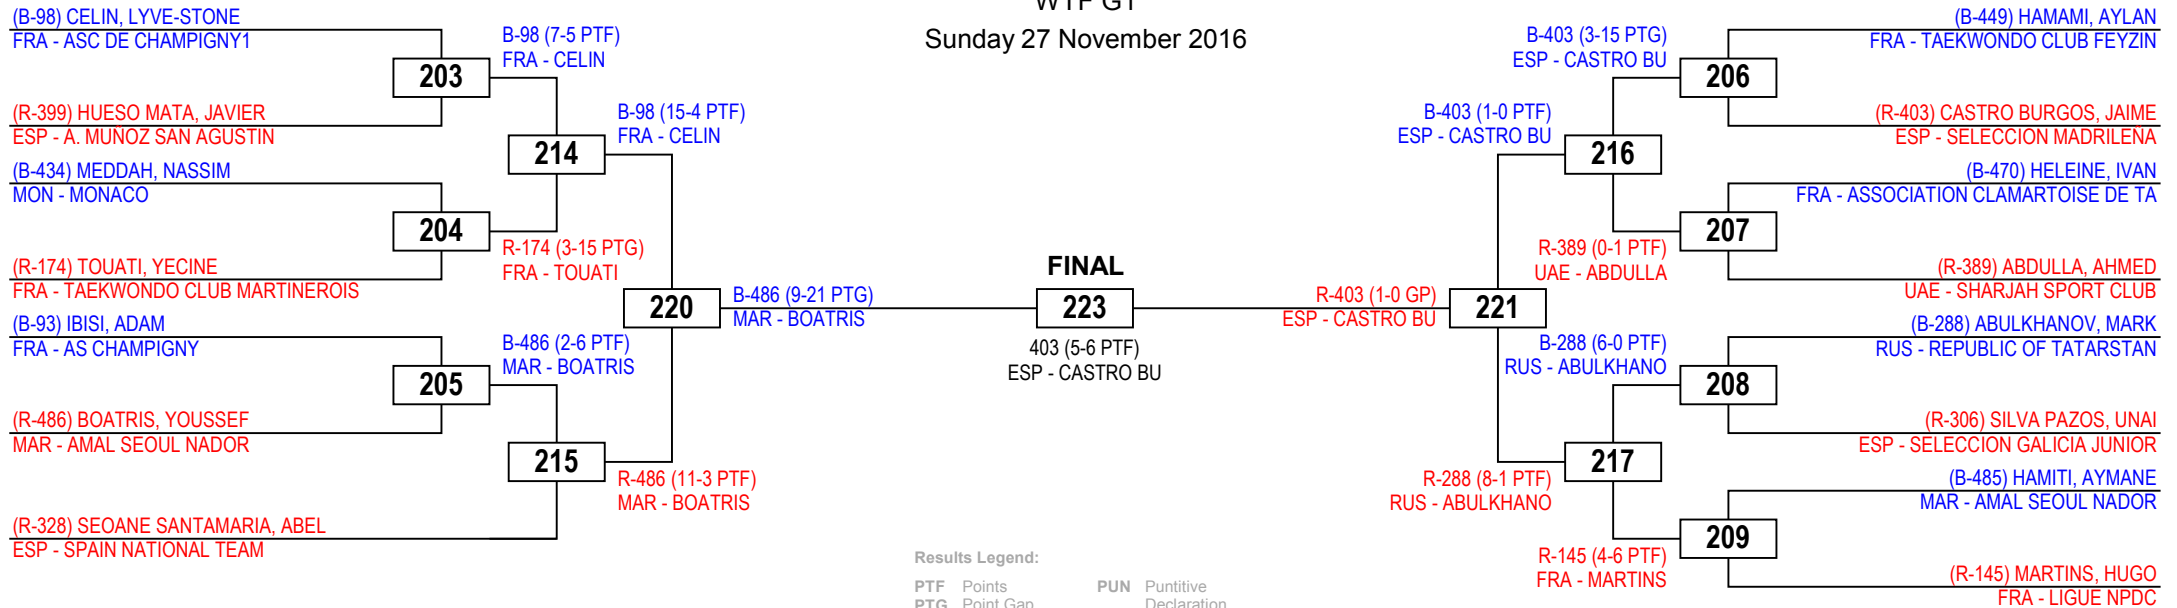 WTF G1
Sunday 27 November 2016
(B-98) CELIN, LYVE-STONE
FRA - ASC DE CHAMPIGNY1
203
(R-399) HUESO MATA, JAVIER
ESP - A. MUÑOZ SAN AGUSTIN
(B-434) MEDDAH, NASSIM
MON - MONACO
204
(R-174) TOUATI, YECINE
FRA - TAEKWONDO CLUB MARTINEROIS
(B-93) IBISI, ADAM
FRA - AS CHAMPIGNY
205
(R-486) BOATRIS, YOUSSEF
MAR - AMAL SEOUL NADOR
(R-328) SEOANE SANTAMARIA, ABEL
ESP - SPAIN NATIONAL TEAM
B-98 (7-5 PTF)
FRA - CELIN
214
R-174 (3-15 PTG)
FRA - TOUATI
B-486 (2-6 PTF)
MAR - BOATRIS
215
B-98 (15-4 PTF)
FRA - CELIN
220
R-486 (11-3 PTF)
MAR - BOATRIS
B-486 (9-21 PTG)
MAR - BOATRIS
FINAL
223
403 (5-6 PTF)
ESP - CASTRO BU
R-403 (1-0 GP)
ESP - CASTRO BU
B-403 (1-0 PTF)
ESP - CASTRO BU
221
R-288 (8-1 PTF)
RUS - ABULKHANO
B-403 (3-15 PTG)
ESP - CASTRO BU
216
R-389 (0-1 PTF)
UAE - ABDULLA
B-288 (6-0 PTF)
RUS - ABULKHANO
217
R-145 (4-6 PTF)
FRA - MARTINS
(B-449) HAMAMI, AYLAN
FRA - TAEKWONDO CLUB FEYZIN
206
(R-403) CASTRO BURGOS, JAIME
ESP - SELECCION MADRILEÑA
(B-470) HELEINE, IVAN
FRA - ASSOCIATION CLAMARTOISE DE TA
207
(R-389) ABDULLA, AHMED
UAE - SHARJAH SPORT CLUB
(B-288) ABULKHANOV, MARK
RUS - REPUBLIC OF TATARSTAN
208
(R-306) SILVA PAZOS, UNAI
ESP - SELECCION GALICIA JUNIOR
(B-485) HAMITI, AYMANE
MAR - AMAL SEOUL NADOR
209
(R-145) MARTINS, HUGO
FRA - LIGUE NPDC
Results Legend:
PTF Points PUN Puntitive
PTG Point Gap Declaration